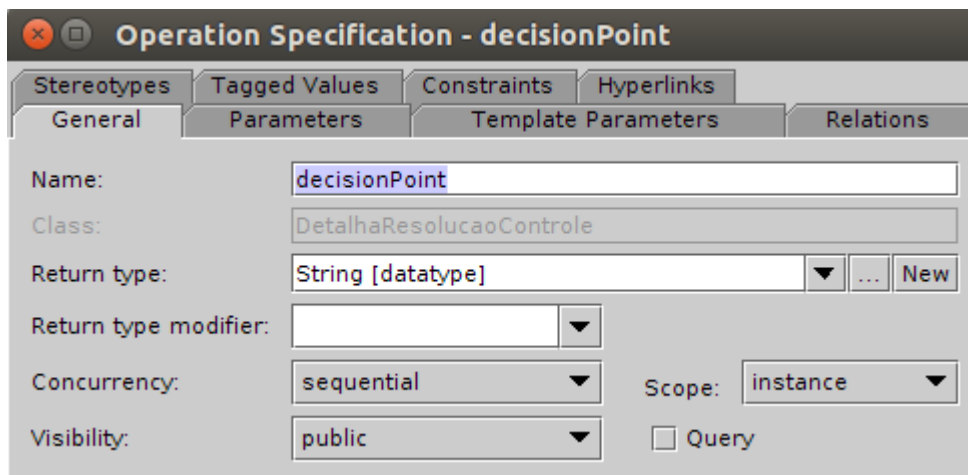 Operation Specification - decisionPoint
Stereotypes Tagged Values Constraints Hyperlinks
General Parameters Template Parameters Relations
Name: decisionPoint
Class: DetalhaResolucaoControle
Return type: String [datatype] ... New
Return type modifier:
Concurrency: sequential Scope: instance
Visibility: public Query